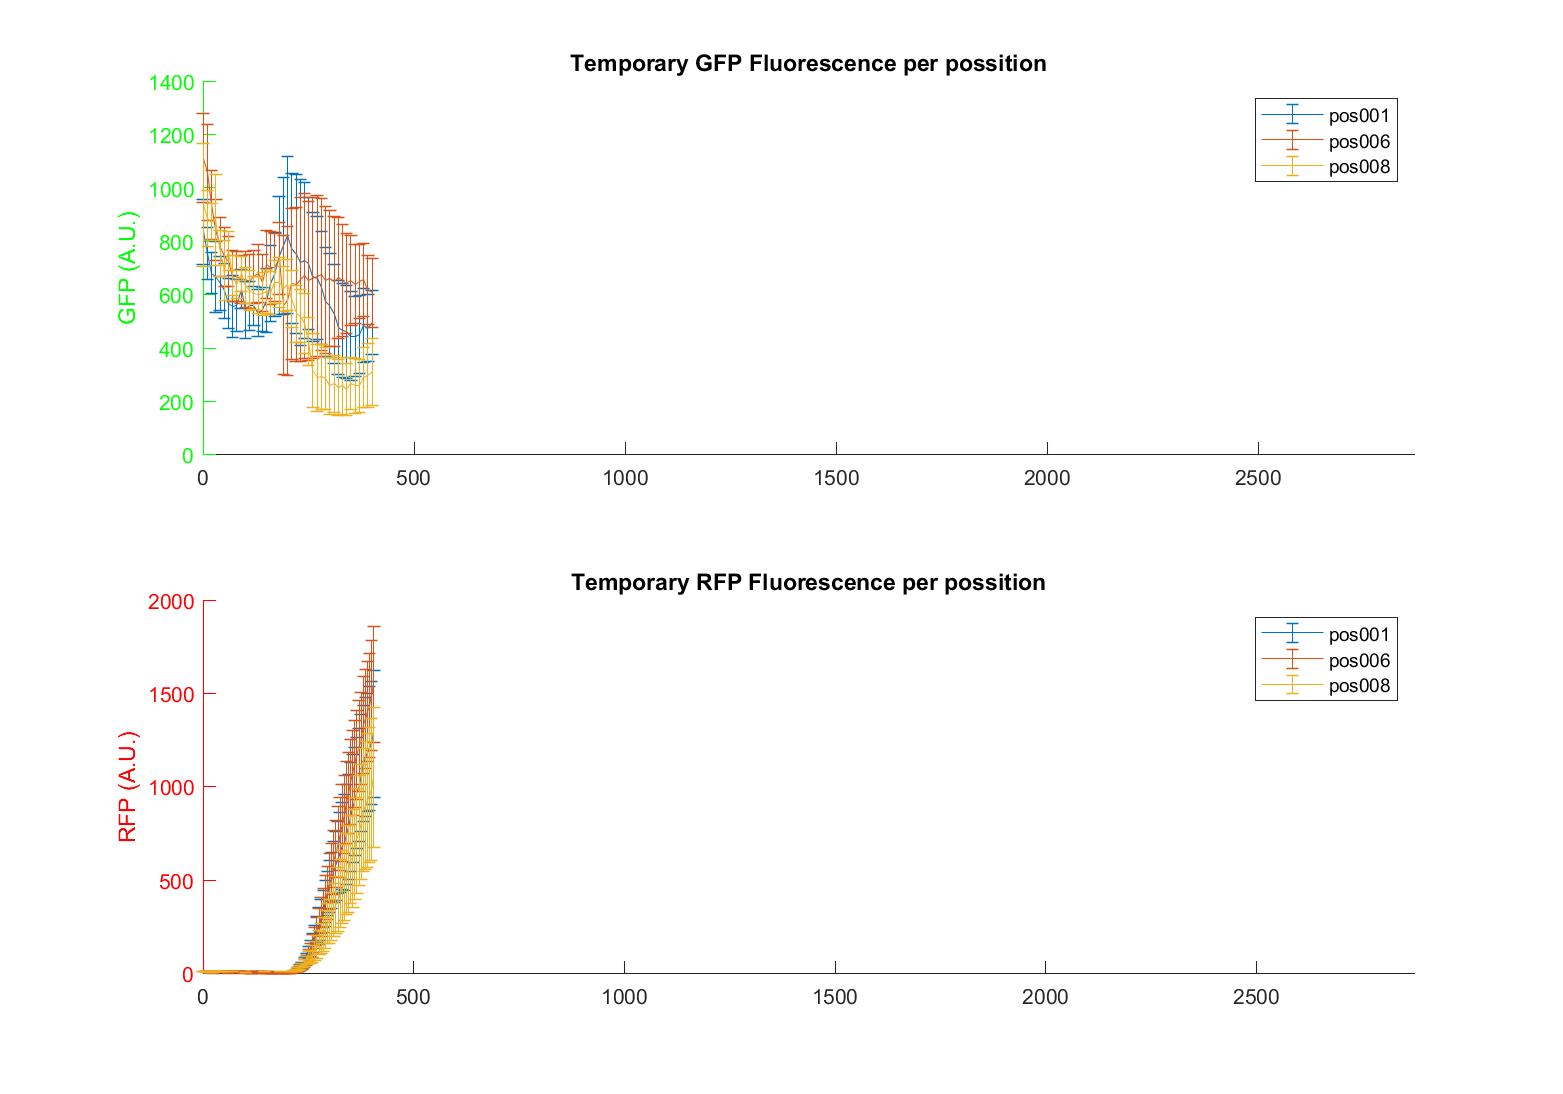 Temporary GFP Fluorescence per possition
1400
1200
1000
800
600
400
200
0
GFP (A.U.)
pos001
pos006
pos008
0 500 1000 1500 2000 2500
Temporary RFP Fluorescence per possition
2000
1500
1000
500
0
RFP (A.U.)
pos001
pos006
pos008
0 500 1000 1500 2000 2500